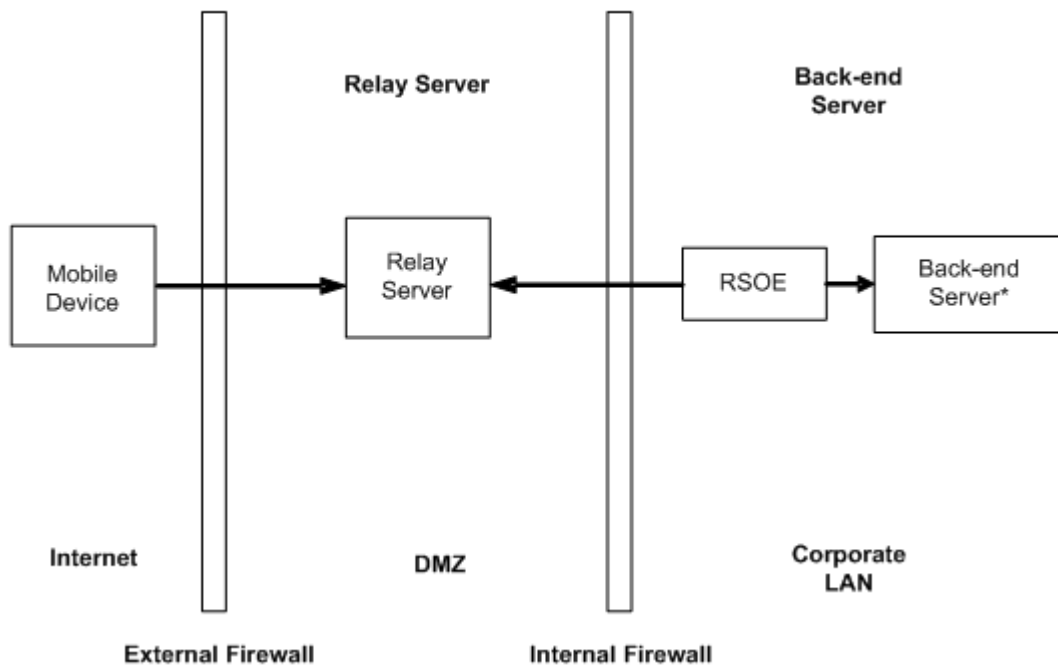 Relay Server
Back-end
Server
Mobile
Device
Relay
Server
RSOE
Back-end
Server*
Internet
DMZ
Corporate
LAN
External Firewall
Internal Firewall